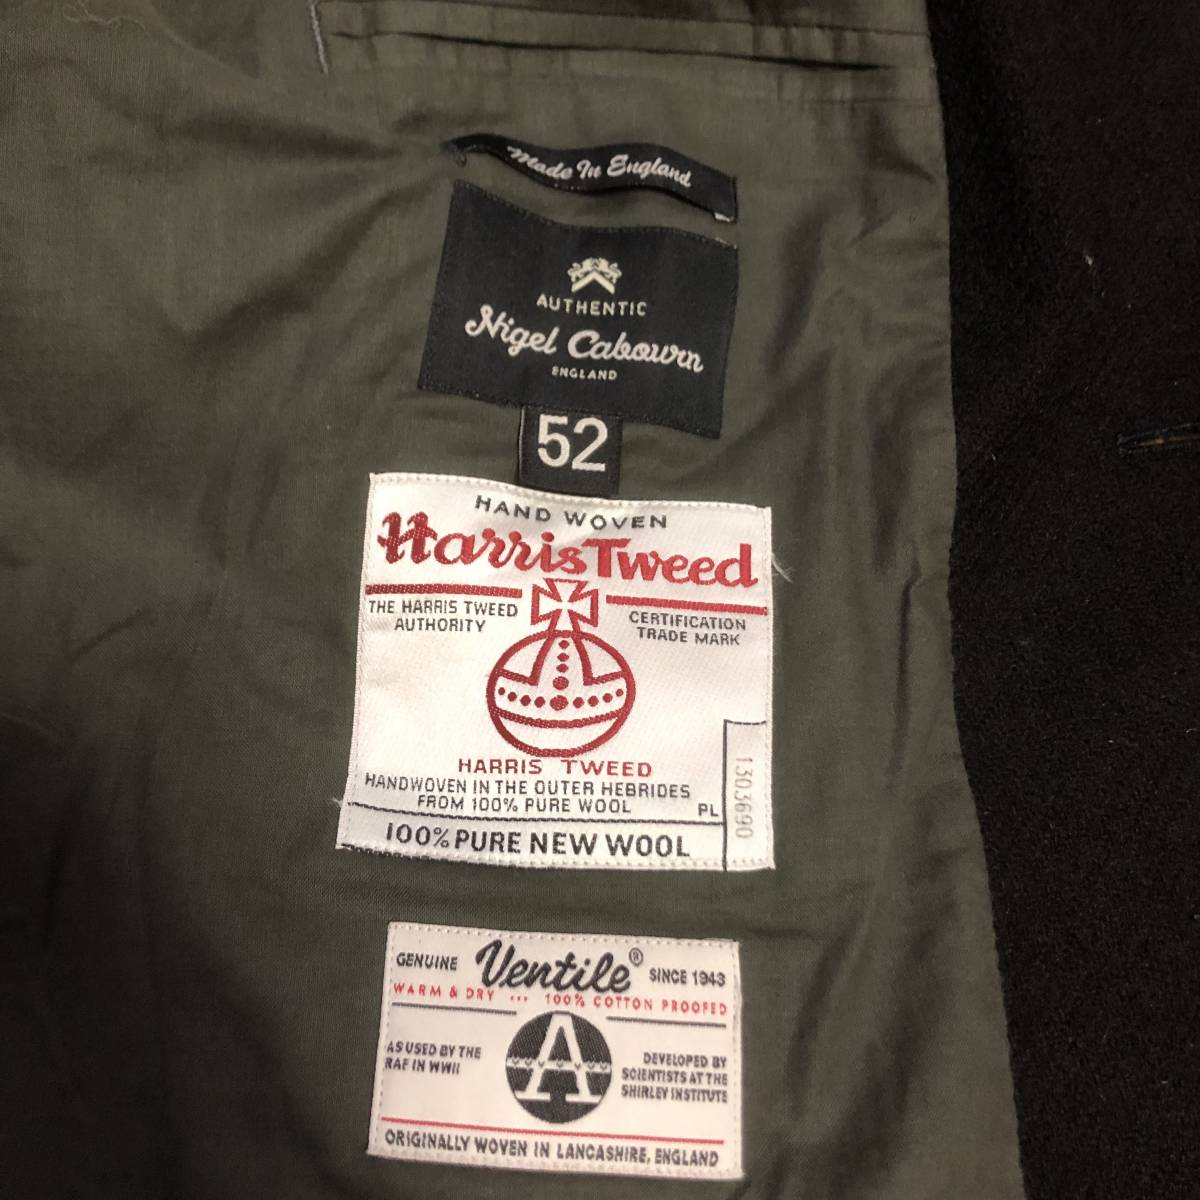 Made In England
AUTHENTIC
Nigel Cabourn
ENGLAND
52
HAND WOVEN
Harris Tweed
THE HARRIS TWEED
AUTHORITY
CERTIFICATION
TRADE MARK
HARRIS TWEED
HANDWOVEN IN THE OUTER HEBRIDES
FROM 100% PURE WOOL
PL
1303690
100% PURE NEW WOOL
GENUINE Ventile® SINCE 1943
WARM & DRY ... 100% COTTON PROOFED
AS USED BY THE
RAF IN WWII
A
DEVELOPED BY
SCIENTISTS AT THE
SHIRLEY INSTITUTE
ORIGINALLY WOVEN IN LANCASHIRE, ENGLAND